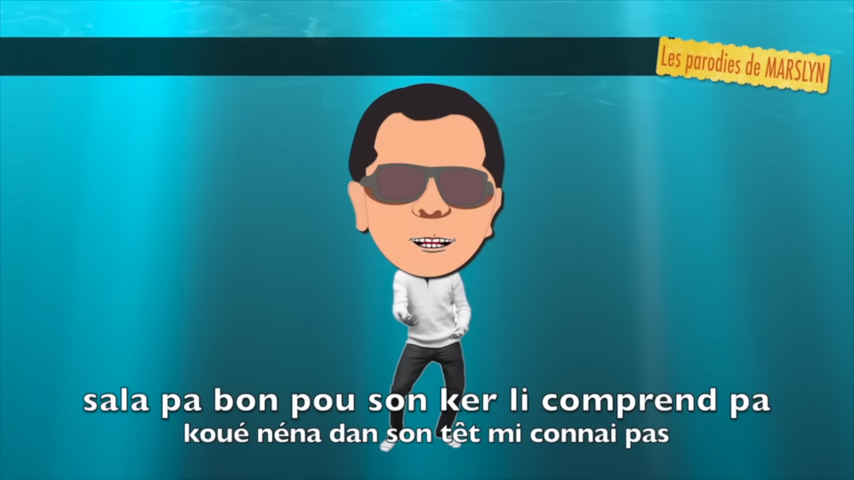 Les parodies de MARSLYN
sala pa bon pou son ker li comprend pa
koué néna dan son têt mi connai pas